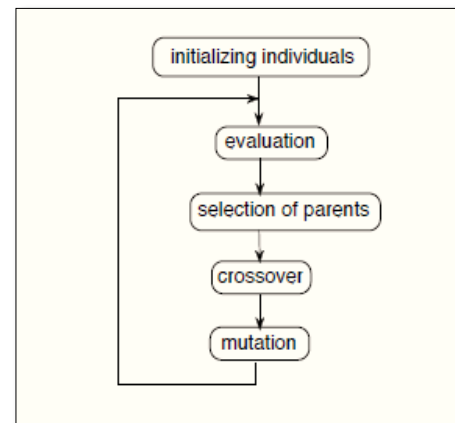 initializing individuals
evaluation
selection of parents
crossover
mutation